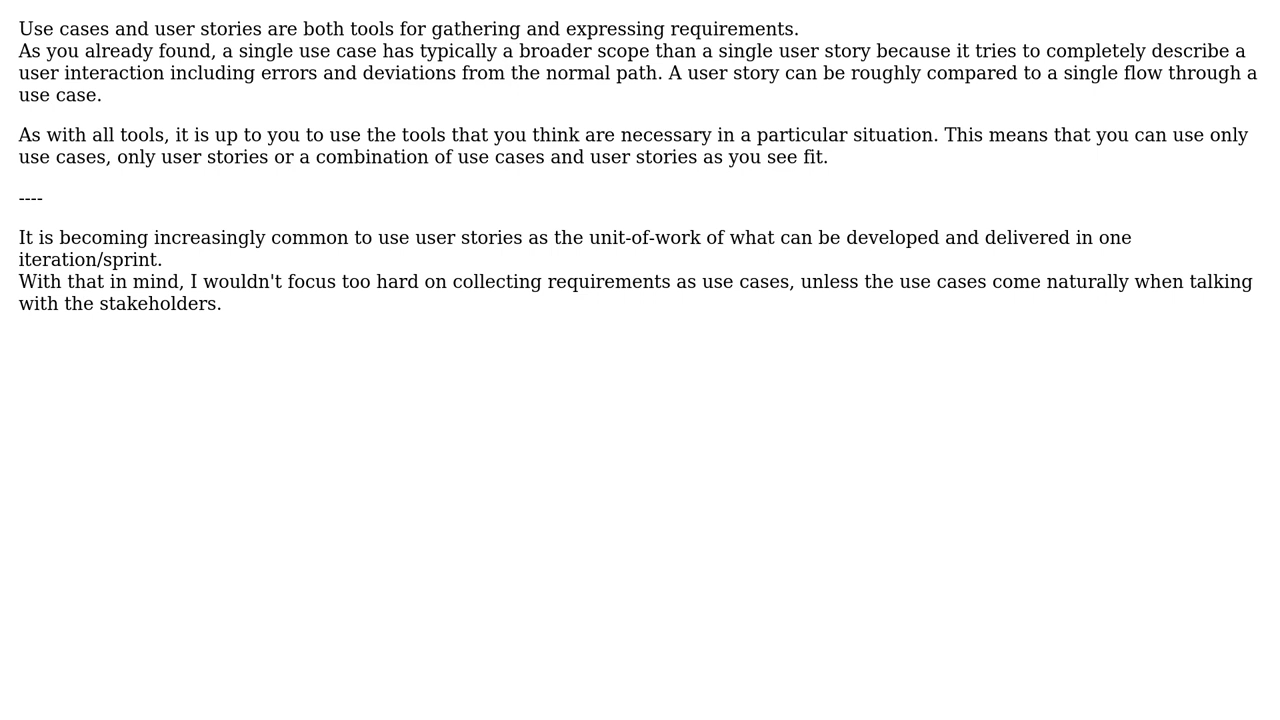 Use cases and user stories are both tools for gathering and expressing requirements.
As you already found, a single use case has typically a broader scope than a single user story because it tries to completely describe a
user interaction including errors and deviations from the normal path. A user story can be roughly compared to a single flow through a
use case.
As with all tools, it is up to you to use the tools that you think are necessary in a particular situation. This means that you can use only
use cases, only user stories or a combination of use cases and user stories as you see fit.
----
It is becoming increasingly common to use user stories as the unit-of-work of what can be developed and delivered in one
iteration/sprint.
With that in mind, I wouldn't focus too hard on collecting requirements as use cases, unless the use cases come naturally when talking
with the stakeholders.